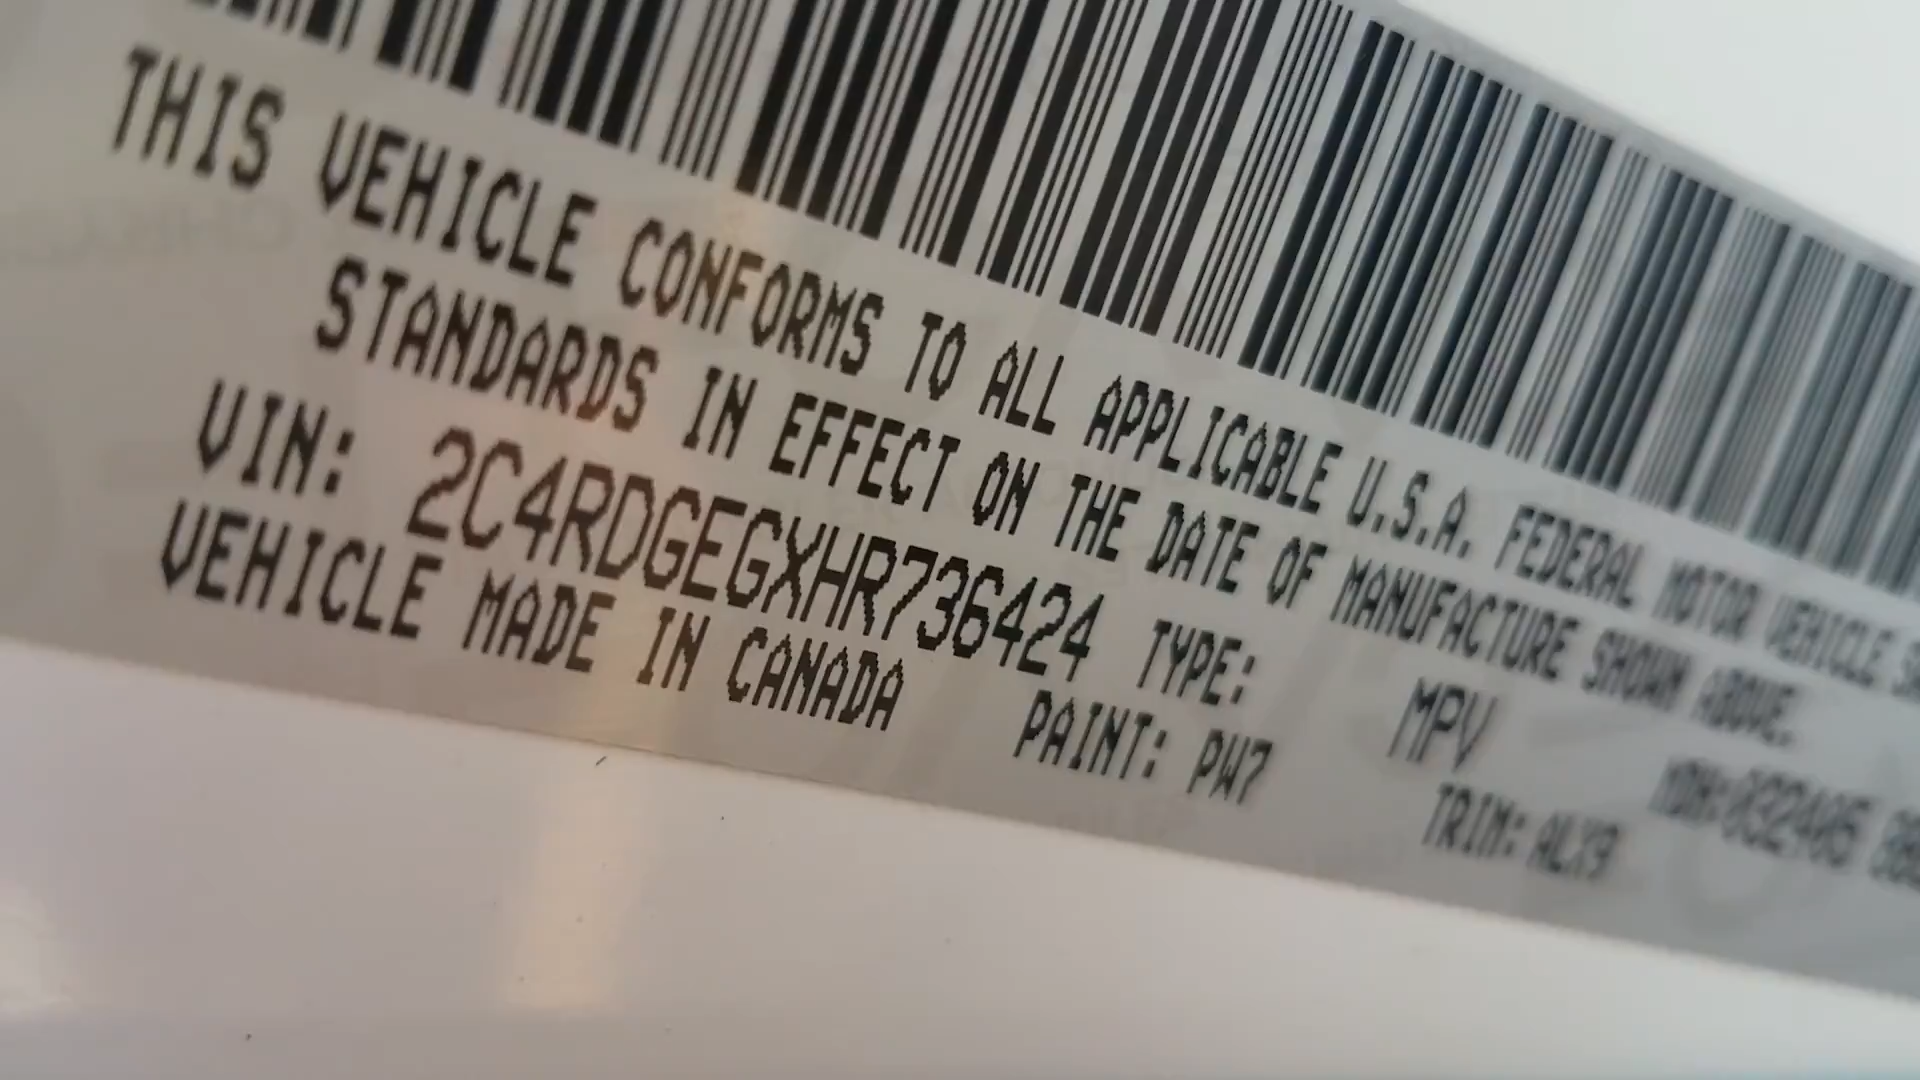 THIS VEHICLE CONFORMS TO ALL APPLICABLE U.S.A. FEDERAL MOTOR VEHICLE
STANDARDS IN EFFECT ON THE DATE OF MANUFACTURE SHOWN ABOVE.
VIN: 2C4RDGEGXHR736424 TYPE: MPV
VEHICLE MADE IN CANADA PAINT: PW7 TRIM: ALX9